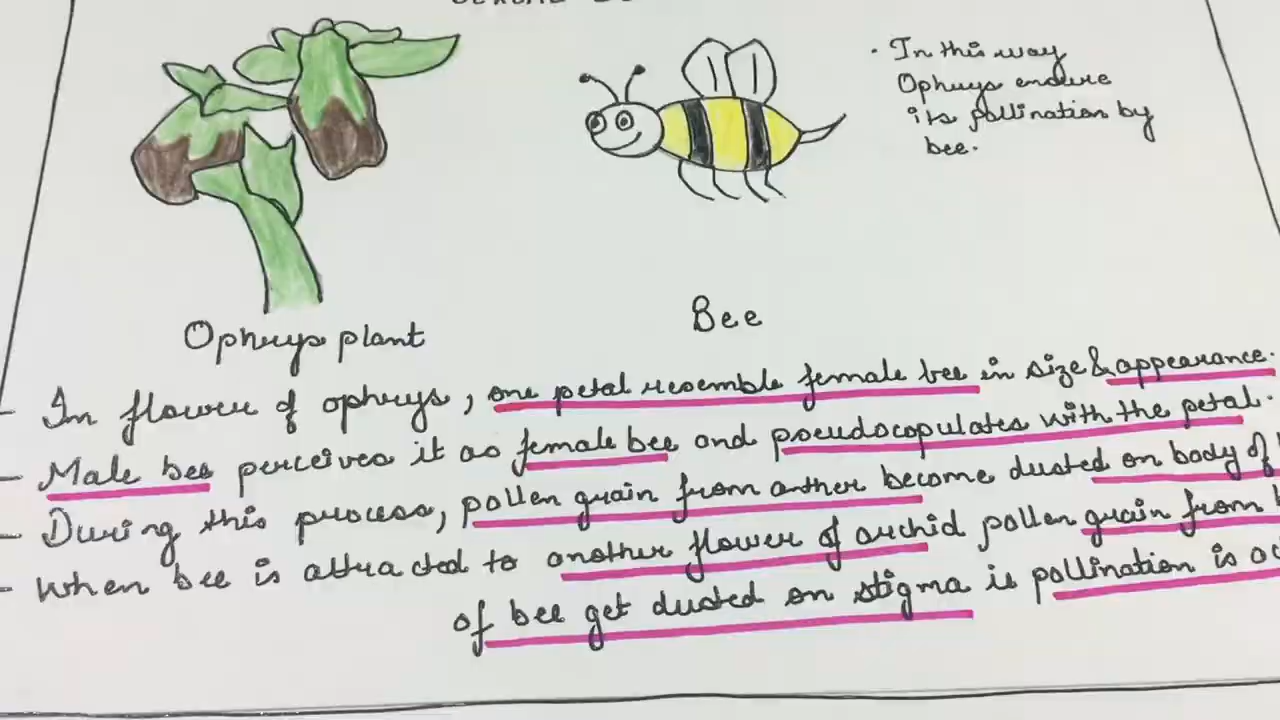 · In this way
Ophrys endure
its pollination by
bee.
Ophrys plant
Bee
- In flower of ophrys, one petal resemble female bee in size & appearance.
- Male bee perceives it as female bee and pseudocopulates with the petal.
- During this process, pollen grain from anther become dusted on body of
- When bee is attracted to another flower of orchid pollen grain from
of bee get dusted on stigma ie pollination is